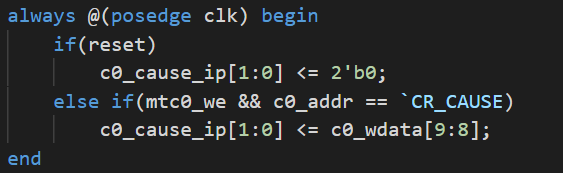 always @(posedge clk) begin
    if(reset)
        c0_cause_ip[1:0] <= 2'b0;
    else if(mtc0_we && c0_addr == `CR_CAUSE)
        c0_cause_ip[1:0] <= c0_wdata[9:8];
end